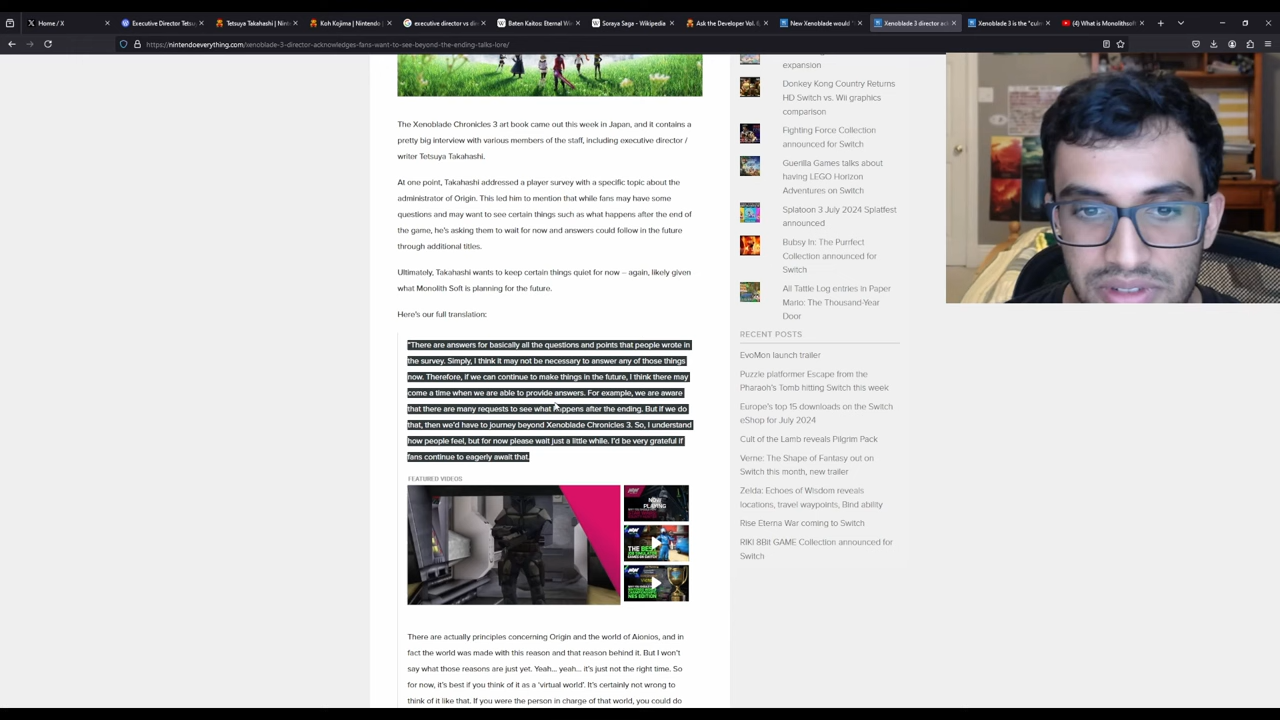 Home / X
Executive Director Tetsu
Tetsuya Takahashi | Nint
Koh Kojima | Nintendo |
executive director vs dir
Baten Kaitos: Eternal Wi
Soraya Saga - Wikipedia
Ask the Developer Vol. 6,
New Xenoblade would "
Xenoblade 3 director ac
Xenoblade 3 is the "culm
(4) What is Monolithsoft
https://nintendoeverything.com/xenoblade-3-director-acknowledges-fans-want-to-see-beyond-the-ending-talks-lore/
The Xenoblade Chronicles 3 art book came out this week in Japan, and it contains a
pretty big interview with various members of the staff, including executive director /
writer Tetsuya Takahashi.
At one point, Takahashi addressed a player survey with a specific topic about the
administrator of Origin. This led him to mention that while fans may have some
questions and may want to see certain things such as what happens after the end of
the game, he's asking them to wait for now and answers could follow in the future
through additional titles.
Ultimately, Takahashi wants to keep certain things quiet for now – again, likely given
what Monolith Soft is planning for the future.
Here's our full translation:
"There are answers for basically all the questions and points that people wrote in
the survey. Simply, I think it may not be necessary to answer any of those things
now. Therefore, if we can continue to make things in the future, I think there may
come a time when we are able to provide answers. For example, we are aware
that there are many requests to see what happens after the ending. But if we do
that, then we'd have to journey beyond Xenoblade Chronicles 3. So, I understand
how people feel, but for now please wait just a little while. I'd be very grateful if
fans continue to eagerly await that.
FEATURED VIDEOS
NOW
PLAYING
THE BEST
There are actually principles concerning Origin and the world of Aionios, and in
fact the world was made with this reason and that reason behind it. But I won't
say what those reasons are just yet. Yeah... yeah... it's just not the right time. So
for now, it's best if you think of it as a 'virtual world'. It's certainly not wrong to
think of it like that. If you were the person in charge of that world, you could do
expansion
Donkey Kong Country Returns
HD Switch vs. Wii graphics
comparison
Fighting Force Collection
announced for Switch
Guerilla Games talks about
having LEGO Horizon
Adventures on Switch
Splatoon 3 July 2024 Splatfest
announced
Bubsy In: The Purrfect
Collection announced for
Switch
All Tattle Log entries in Paper
Mario: The Thousand-Year
Door
RECENT POSTS
EvoMon launch trailer
Puzzle platformer Escape from the
Pharaoh's Tomb hitting Switch this week
Europe's top 15 downloads on the Switch
eShop for July 2024
Cult of the Lamb reveals Pilgrim Pack
Verne: The Shape of Fantasy out on
Switch this month, new trailer
Zelda: Echoes of Wisdom reveals
locations, travel waypoints, Bind ability
Rise Eterna War coming to Switch
RIKI 8Bit GAME Collection announced for
Switch